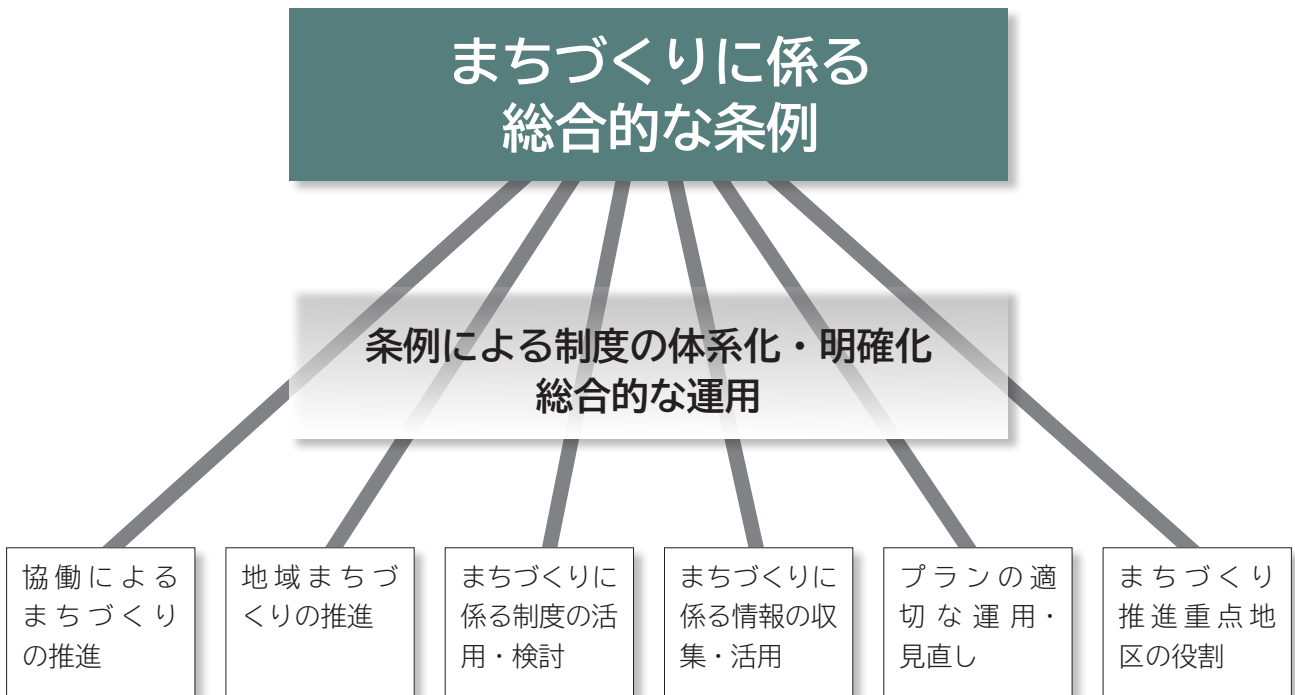 まちづくりに係る
総合的な条例
条例による制度の体系化・明確化
総合的な運用
協働による
まちづくり
の推進
地域まちづ
くりの推進
まちづくりに
係る制度の活
用・検討
まちづくりに
係る情報の収
集・活用
プランの適
切な運用・
見直し
まちづくり
推進重点地
区の役割